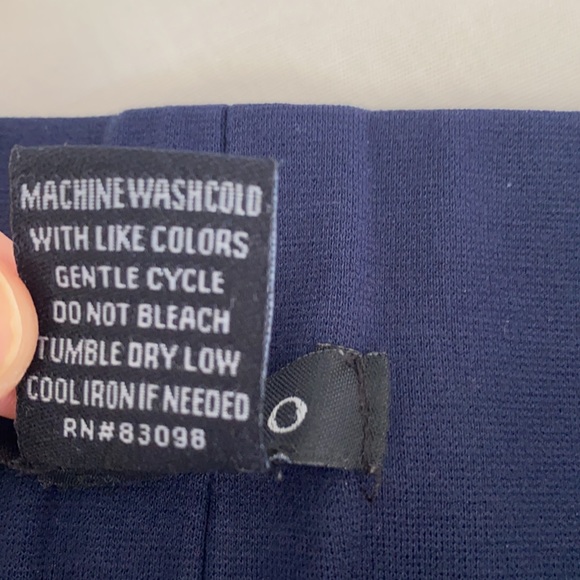 MACHINE WASH COLD
WITH LIKE COLORS
GENTLE CYCLE
DO NOT BLEACH
TUMBLE DRY LOW
COOL IRON IF NEEDED
RN#83098
O